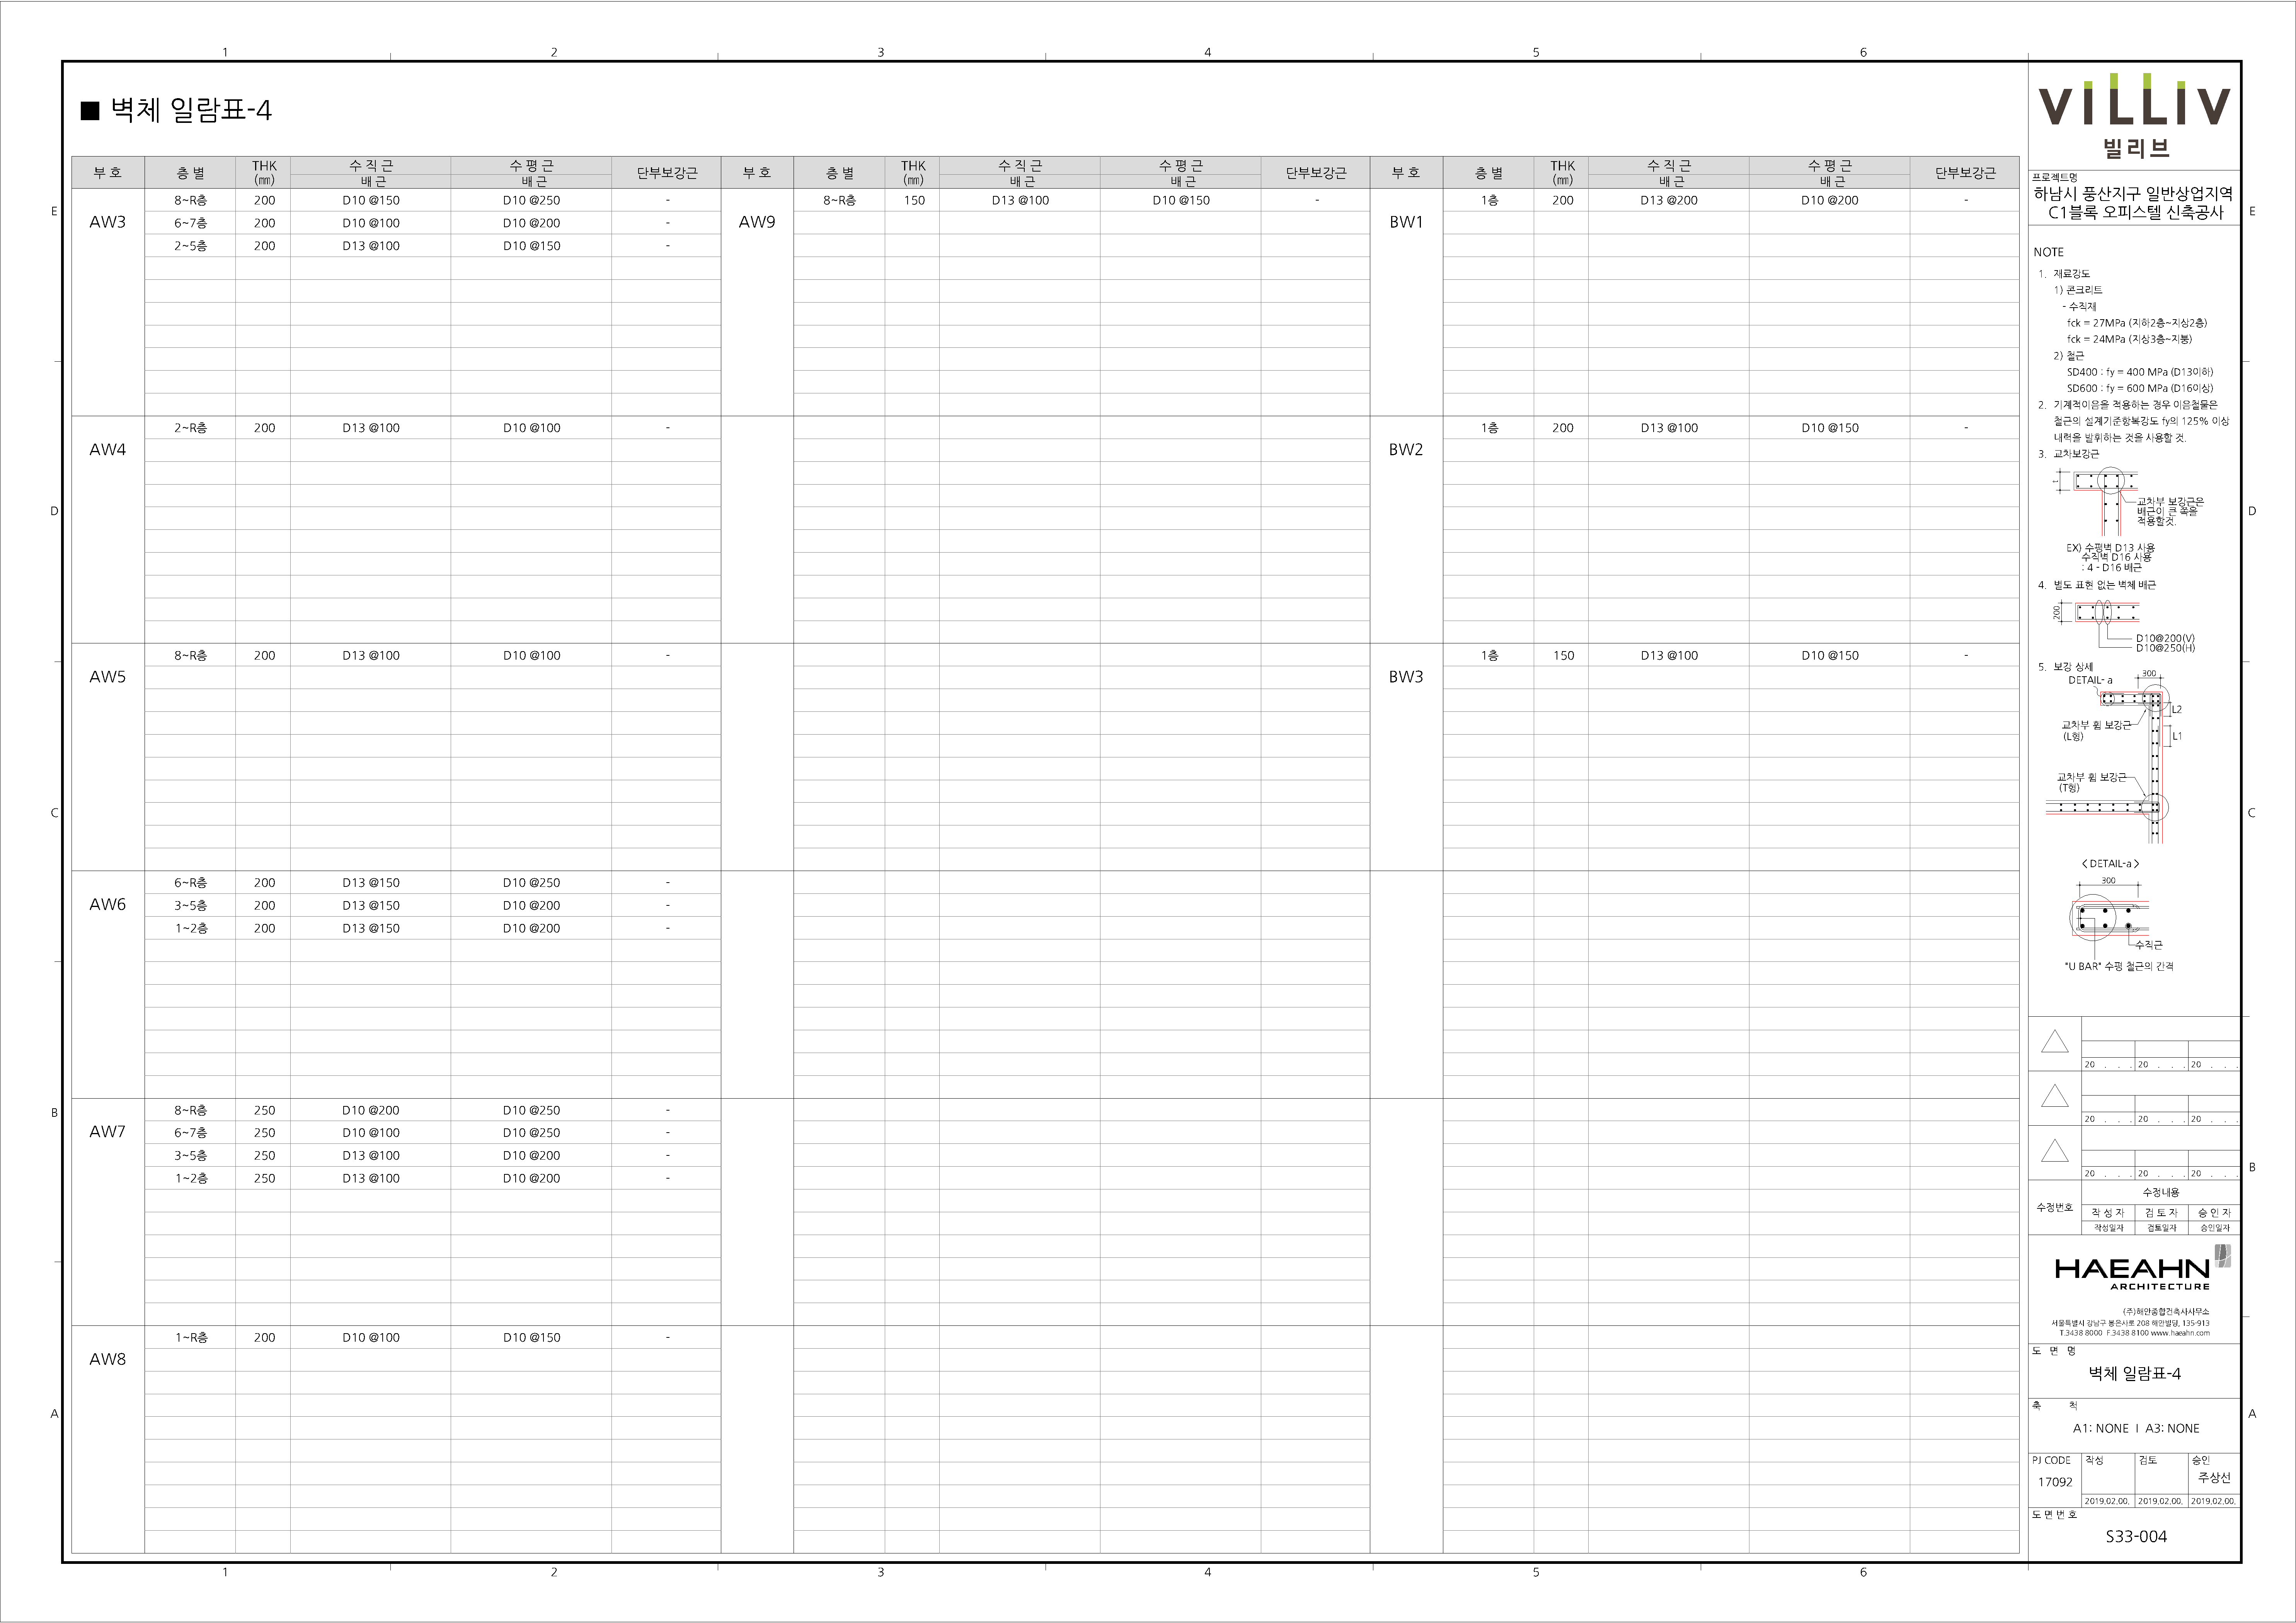 1 2 3 4 5 6
■ 벽체 일람표-4
부 호 층 별 THK (㎜) 수 직 근 배 근 수 평 근 배 근 단부보강근
AW3
8~R층 200 D10 @150 D10 @250 -
6~7층 200 D10 @100 D10 @200 -
2~5층 200 D13 @100 D10 @150 -
AW4
2~R층 200 D13 @100 D10 @100 -
AW5
8~R층 200 D13 @100 D10 @100 -
AW6
6~R층 200 D13 @150 D10 @250 -
3~5층 200 D13 @150 D10 @200 -
1~2층 200 D13 @150 D10 @200 -
AW7
8~R층 250 D10 @200 D10 @250 -
6~7층 250 D10 @100 D10 @250 -
3~5층 250 D13 @100 D10 @200 -
1~2층 250 D13 @100 D10 @200 -
AW8
1~R층 200 D10 @100 D10 @150 -
부 호 층 별 THK (㎜) 수 직 근 배 근 수 평 근 배 근 단부보강근
AW9
8~R층 150 D13 @100 D10 @150 -
부 호 층 별 THK (㎜) 수 직 근 배 근 수 평 근 배 근 단부보강근
BW1
1층 200 D13 @200 D10 @200 -
BW2
1층 200 D13 @100 D10 @150 -
BW3
1층 150 D13 @100 D10 @150 -
E
D
C
B
A
E
D
C
B
A
1 2 3 4 5 6
VILLIV
빌리브
프로젝트명
하남시 풍산지구 일반상업지역
C1블록 오피스텔 신축공사
NOTE
1. 재료강도
1) 콘크리트
- 수직재
fck = 27MPa (지하2층~지상2층)
fck = 24MPa (지상3층~지붕)
2) 철근
SD400 : fy = 400 MPa (D13이하)
SD600 : fy = 600 MPa (D16이상)
2. 기계적이음을 적용하는 경우 이음철물은
철근의 설계기준항복강도 fy의 125% 이상
내력을 발휘하는 것을 사용할 것.
3. 교차보강근
t
교차부 보강근은
배근이 큰 쪽을
적용할것.
EX) 수평벽 D13 사용
수직벽 D16 사용
: 4 - D16 배근
4. 별도 표현 없는 벽체 배근
200
D10@200(V)
D10@250(H)
5. 보강 상세
DETAIL- a
300
L2
교차부 휨 보강근
(L형)
L1
교차부 휨 보강근
(T형)
< DETAIL-a >
300
수직근
"U BAR" 수평 철근의 간격
20 . . . 20 . . . 20 . . .
20 . . . 20 . . . 20 . . .
20 . . . 20 . . . 20 . . .
수정번호
수정내용
작 성 자 검 토 자 승 인 자
작성일자 검토일자 승인일자
HAEAHN
ARCHITECTURE
(주)해안종합건축사사무소
서울특별시 강남구 봉은사로 208 해안빌딩, 135-913
T.3438 8000 F.3438 8100 www.haeahn.com
도 면 명
벽체 일람표-4
축 척
A1: NONE I A3: NONE
PJ CODE 작성 검토 승인
17092 주상선
2019.02.00. 2019.02.00. 2019.02.00.
도 면 번 호
S33-004